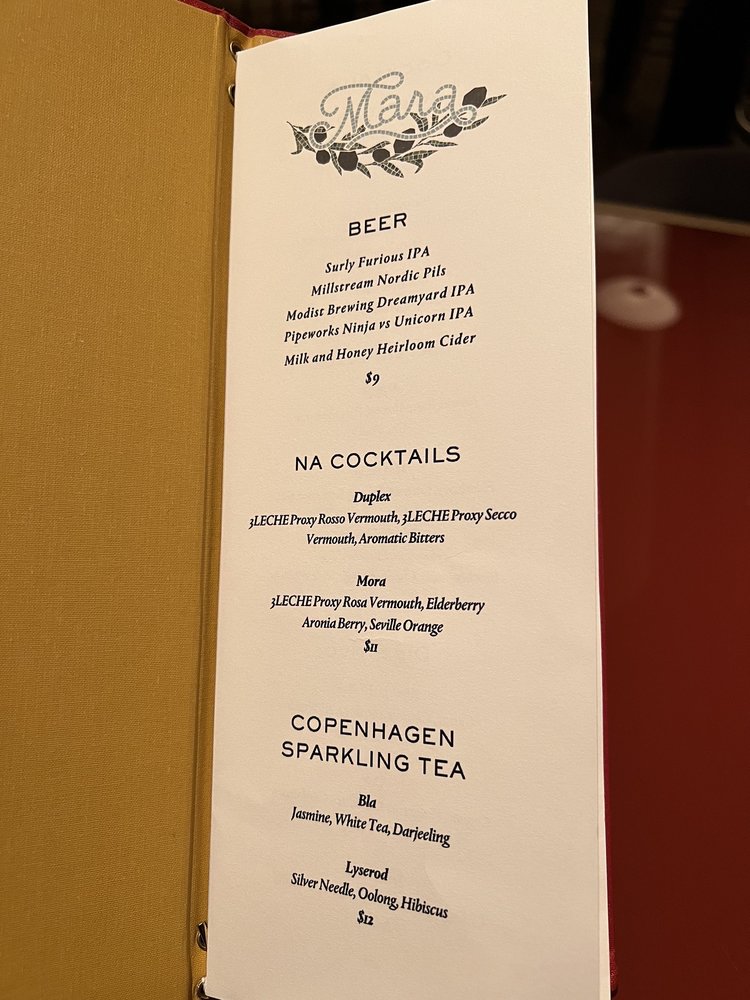 Mara
BEER
Surly Furious IPA
Millstream Nordic Pils
Modist Brewing Dreamyard IPA
Pipeworks Ninja vs Unicorn IPA
Milk and Honey Heirloom Cider
$9
NA COCKTAILS
Duplex
3LECHE Proxy Rosso Vermouth, 3LECHE Proxy Secco
Vermouth, Aromatic Bitters
Mora
3LECHE Proxy Rosa Vermouth, Elderberry
Aronia Berry, Seville Orange
$11
COPENHAGEN
SPARKLING TEA
Bla
Jasmine, White Tea, Darjeeling
Lyserod
Silver Needle, Oolong, Hibiscus
$12